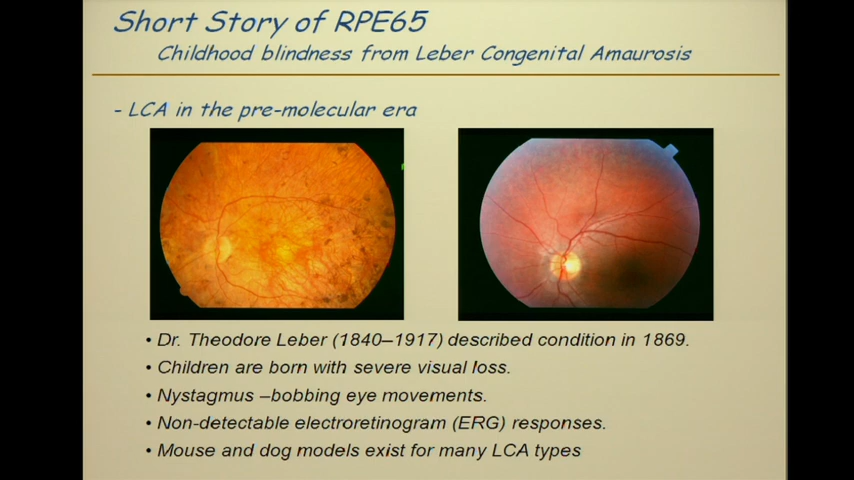 Short Story of RPE65
Childhood blindness from Leber Congenital Amaurosis
- LCA in the pre-molecular era
• Dr. Theodore Leber (1840–1917) described condition in 1869.
• Children are born with severe visual loss.
• Nystagmus –bobbing eye movements.
• Non-detectable electroretinogram (ERG) responses.
• Mouse and dog models exist for many LCA types